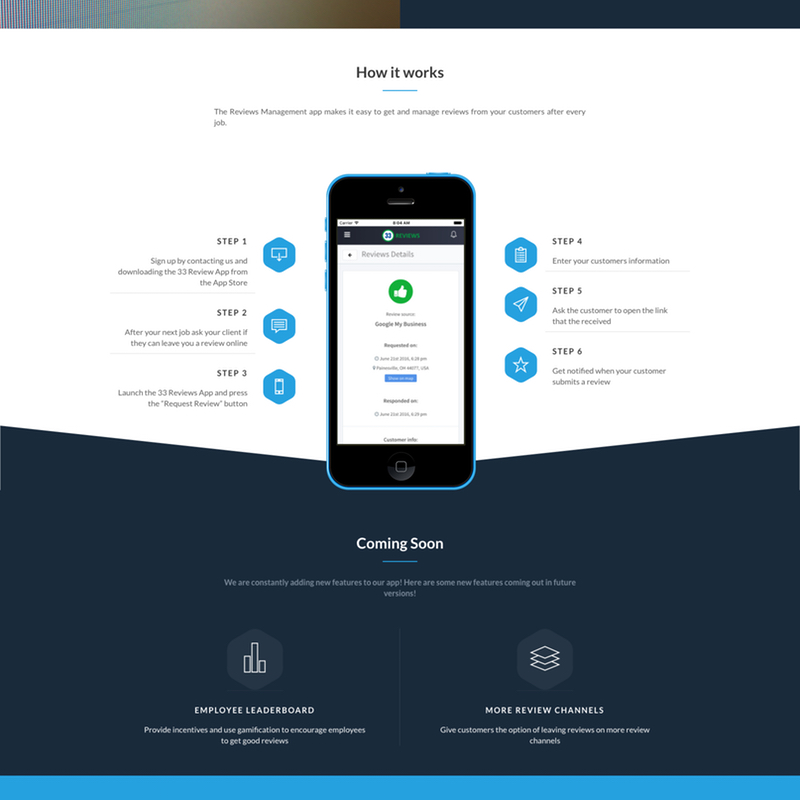 How it works
The Reviews Management app makes it easy to get and manage reviews from your customers after every
job.
STEP 1
Sign up by contacting us and
downloading the 33 Review App from
the App Store
STEP 2
After your next job ask your client if
they can leave you a review online
STEP 3
Launch the 33 Reviews App and press
the "Request Review" button
Carrier 8:04 AM
33 REVIEWS
Reviews Details
Review source:
Google My Business
Requested on:
June 21st 2016, 4:28 pm
Painesville, OH 44077, USA
Show on map
Responded on:
June 21st 2016, 4:29 pm
Customer info:
STEP 4
Enter your customers information
STEP 5
Ask the customer to open the link
that the received
STEP 6
Get notified when your customer
submits a review
Coming Soon
We are constantly adding new features to our app! Here are some new features coming out in future
versions!
EMPLOYEE LEADERBOARD
Provide incentives and use gamification to encourage employees
to get good reviews
MORE REVIEW CHANNELS
Give customers the option of leaving reviews on more review
channels